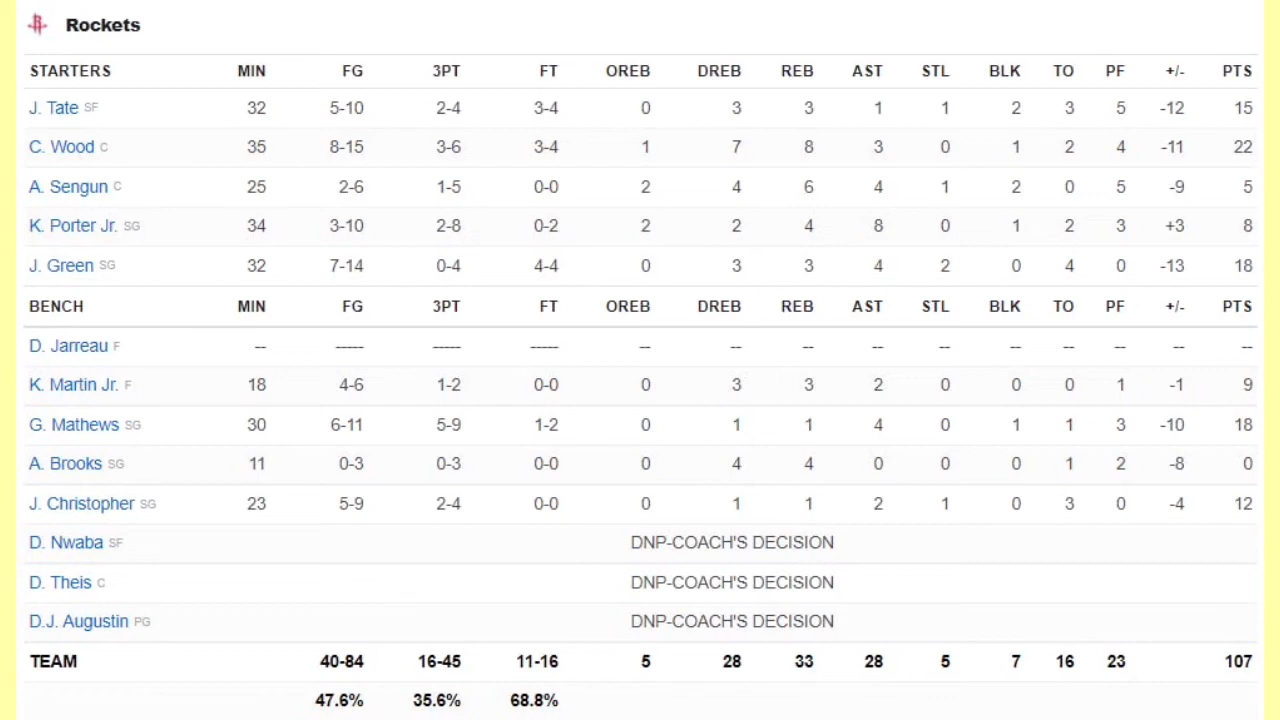 Rockets
STARTERS MIN FG 3PT FT OREB DREB REB AST STL BLK TO PF +/- PTS
J. Tate SF 32 5-10 2-4 3-4 0 3 3 1 1 2 3 5 -12 15
C. Wood C 35 8-15 3-6 3-4 1 7 8 3 0 1 2 4 -11 22
A. Sengun C 25 2-6 1-5 0-0 2 4 6 4 1 2 0 5 -9 5
K. Porter Jr. SG 34 3-10 2-8 0-2 2 2 4 8 0 1 2 3 +3 8
J. Green SG 32 7-14 0-4 4-4 0 3 3 4 2 0 4 0 -13 18
BENCH MIN FG 3PT FT OREB DREB REB AST STL BLK TO PF +/- PTS
D. Jarreau F -- ----- ----- ----- -- -- -- -- -- -- -- -- -- --
K. Martin Jr. F 18 4-6 1-2 0-0 0 3 3 2 0 0 0 1 -1 9
G. Mathews SG 30 6-11 5-9 1-2 0 1 1 4 0 1 1 3 -10 18
A. Brooks SG 11 0-3 0-3 0-0 0 4 4 0 0 0 1 2 -8 0
J. Christopher SG 23 5-9 2-4 0-0 0 1 1 2 1 0 3 0 -4 12
D. Nwaba SF DNP-COACH'S DECISION
D. Theis C DNP-COACH'S DECISION
D.J. Augustin PG DNP-COACH'S DECISION
TEAM 40-84 16-45 11-16 5 28 33 28 5 7 16 23 107
47.6% 35.6% 68.8%